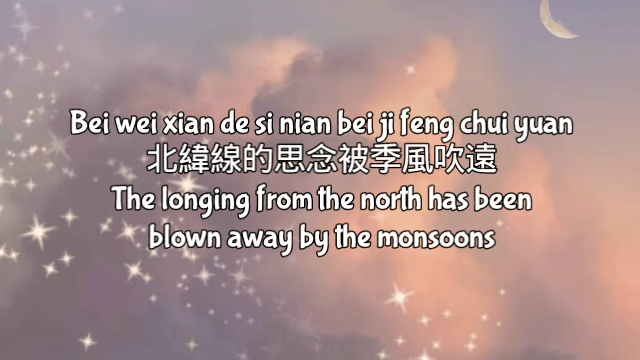 Bei wei xian de si nian bei ji feng chui yuan
北緯線的思念被季風吹遠
The longing from the north has been
blown away by the monsoons